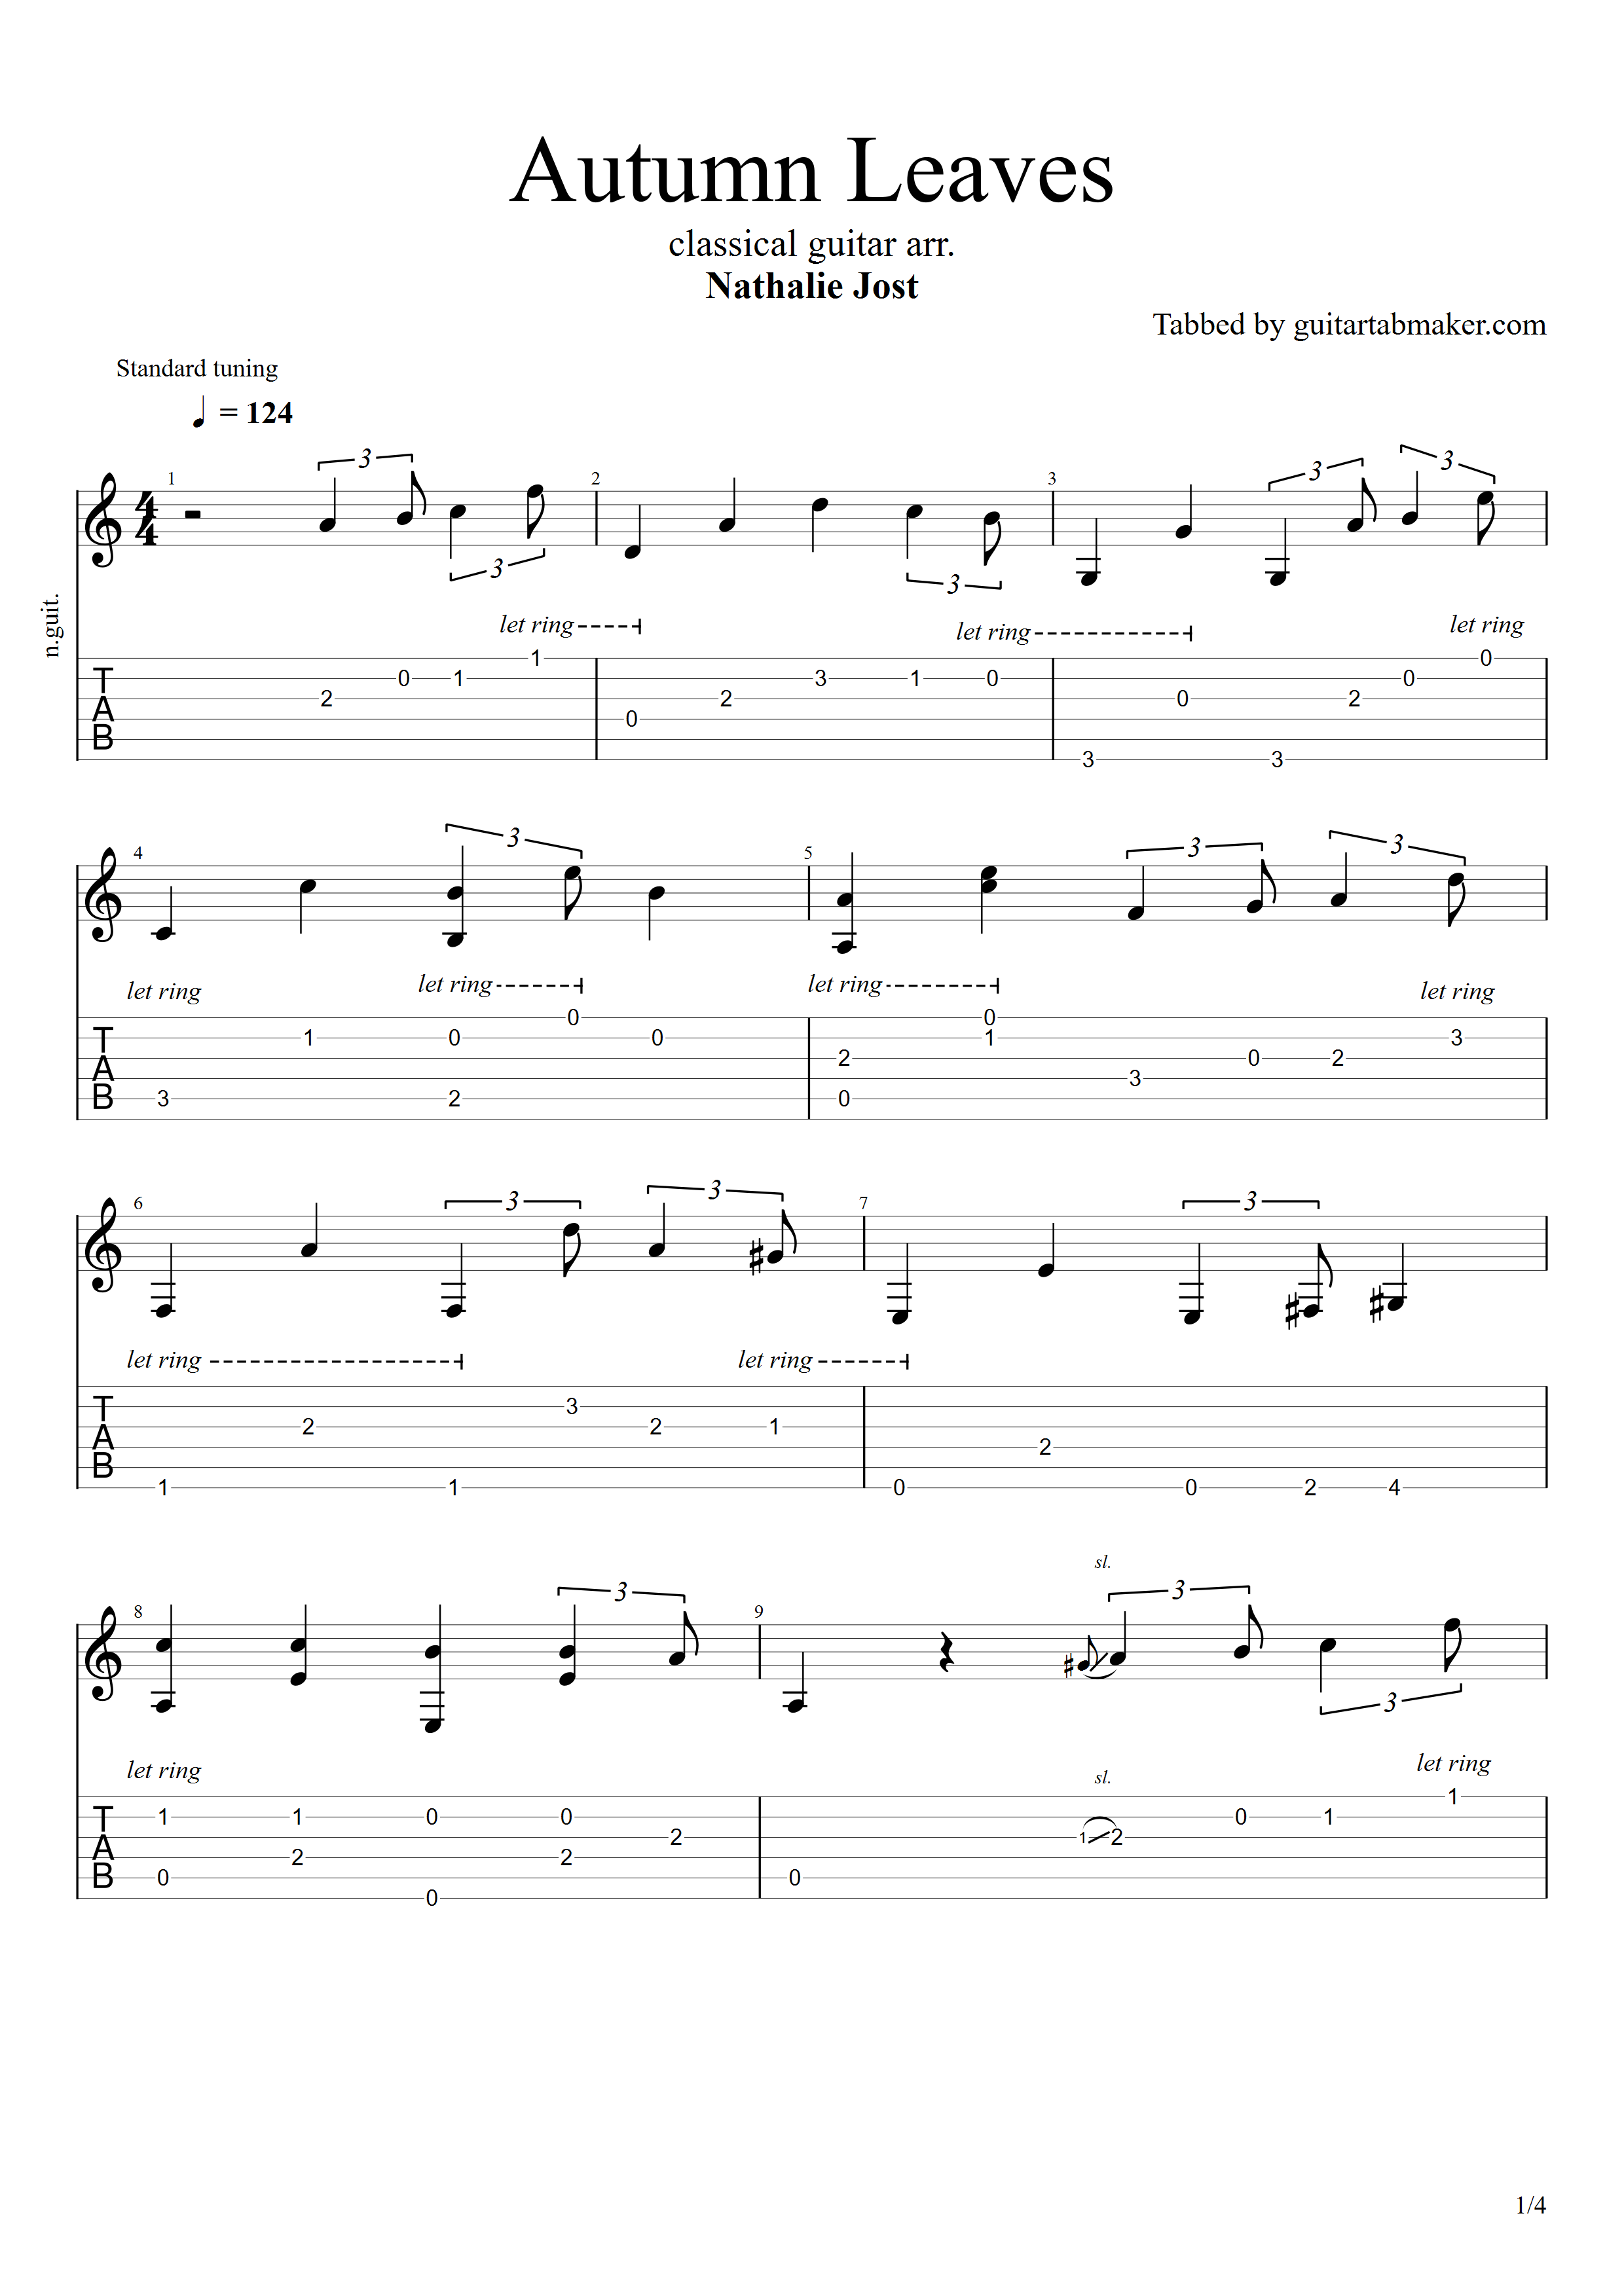 Autumn Leaves
classical guitar arr.
Nathalie Jost
Tabbed by guitartabmaker.com
Standard tuning
= 124
n.guit.
1 3 3 2 3 3 3 3
4 4
let ring let ring let ring
T A B
2 0 1 1 0 2 3 1 0 3 0 3 2 0 0
4 3 5 3 3
let ring let ring let ring let ring
T A B
3 1 0 2 0 0 2 0 0 1 3 0 2 3
6 3 3 7 3
let ring let ring
T A B
1 2 1 3 2 1 0 2 0 2 4
sl.
8 3 9 3 3
let ring sl. let ring
T A B
1 0 1 2 0 0 0 2 2 0 1 2 0 1 1
1/4